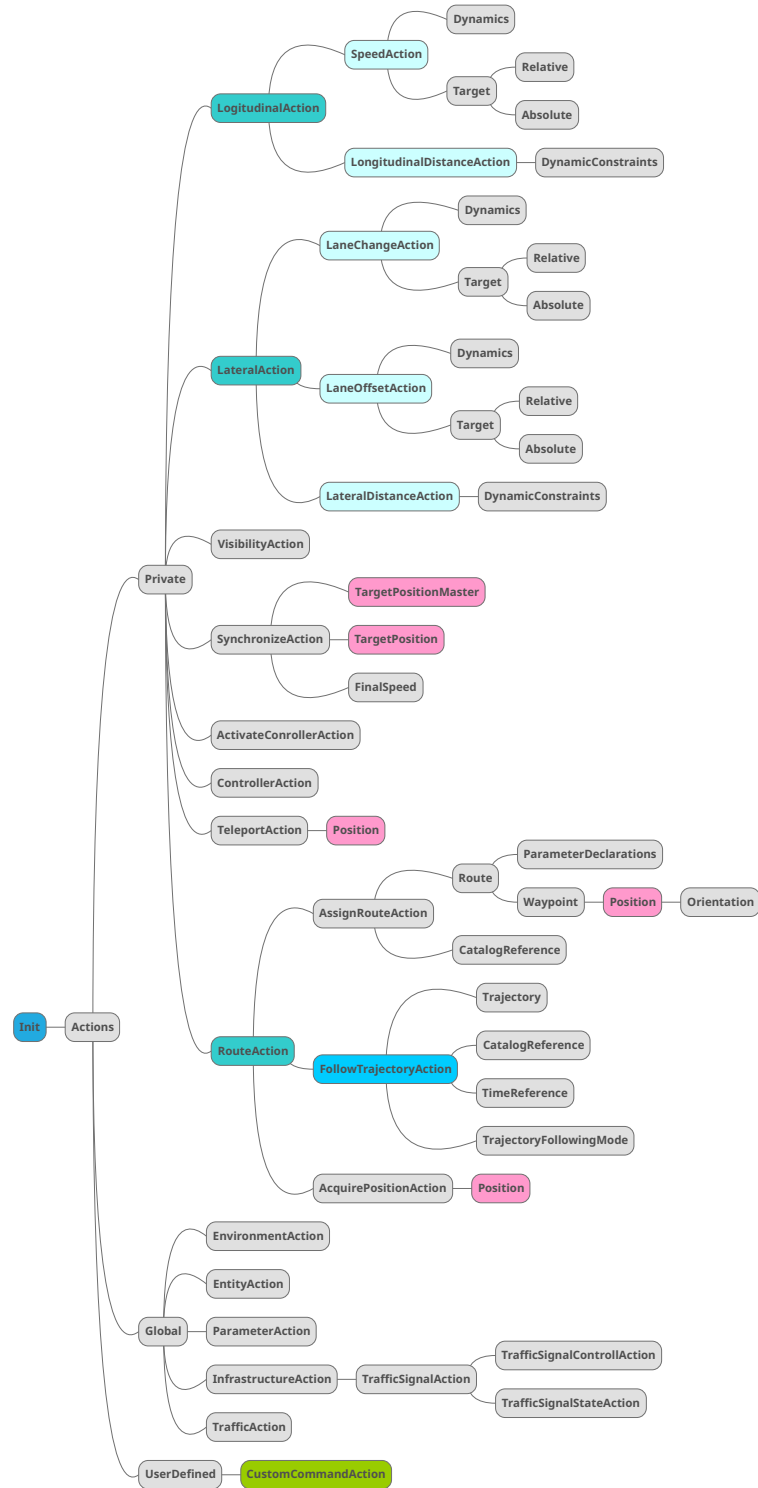 Dynamics
SpeedAction
Relative
Target
LogitudinalAction
Absolute
LongitudinalDistanceAction
DynamicConstraints
Dynamics
LaneChangeAction
Relative
Target
Absolute
Dynamics
LateralAction
LaneOffsetAction
Relative
Target
Absolute
LateralDistanceAction
DynamicConstraints
VisibilityAction
Private
TargetPositionMaster
SynchronizeAction
TargetPosition
FinalSpeed
ActivateConrollerAction
ControllerAction
TeleportAction
Position
ParameterDeclarations
Route
Waypoint
Position
Orientation
AssignRouteAction
CatalogReference
Trajectory
Init
Actions
CatalogReference
RouteAction
FollowTrajectoryAction
TimeReference
TrajectoryFollowingMode
AcquirePositionAction
Position
EnvironmentAction
EntityAction
Global
ParameterAction
TrafficSignalControllAction
InfrastructureAction
TrafficSignalAction
TrafficSignalStateAction
TrafficAction
UserDefined
CustomCommandAction